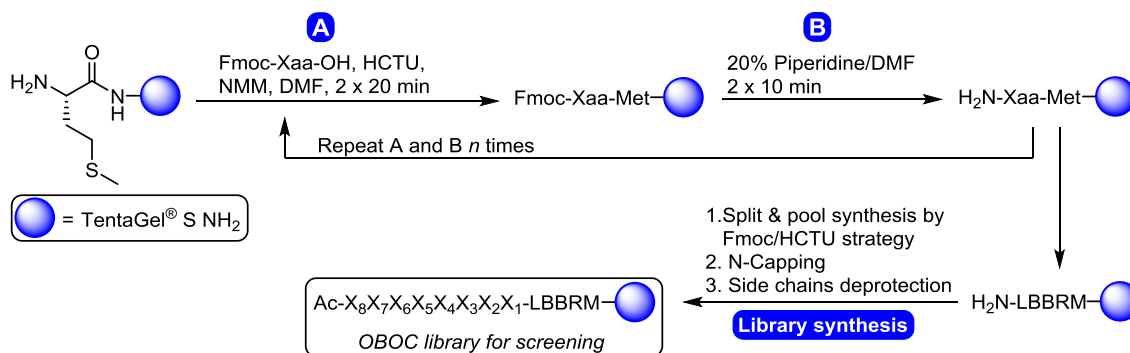 A
B
O
H₂N
N
H
S
Fmoc-Xaa-OH, HCTU,
NMM, DMF, 2 x 20 min
Fmoc-Xaa-Met
20% Piperidine/DMF
2 x 10 min
H₂N-Xaa-Met
Repeat A and B n times
= TentaGel® S NH₂
1.Split & pool synthesis by
Fmoc/HCTU strategy
2. N-Capping
3. Side chains deprotection
Library synthesis
H₂N-LBBRM
Ac-X₈X₇X₆X₅X₄X₃X₂X₁-LBBRM
OBOC library for screening